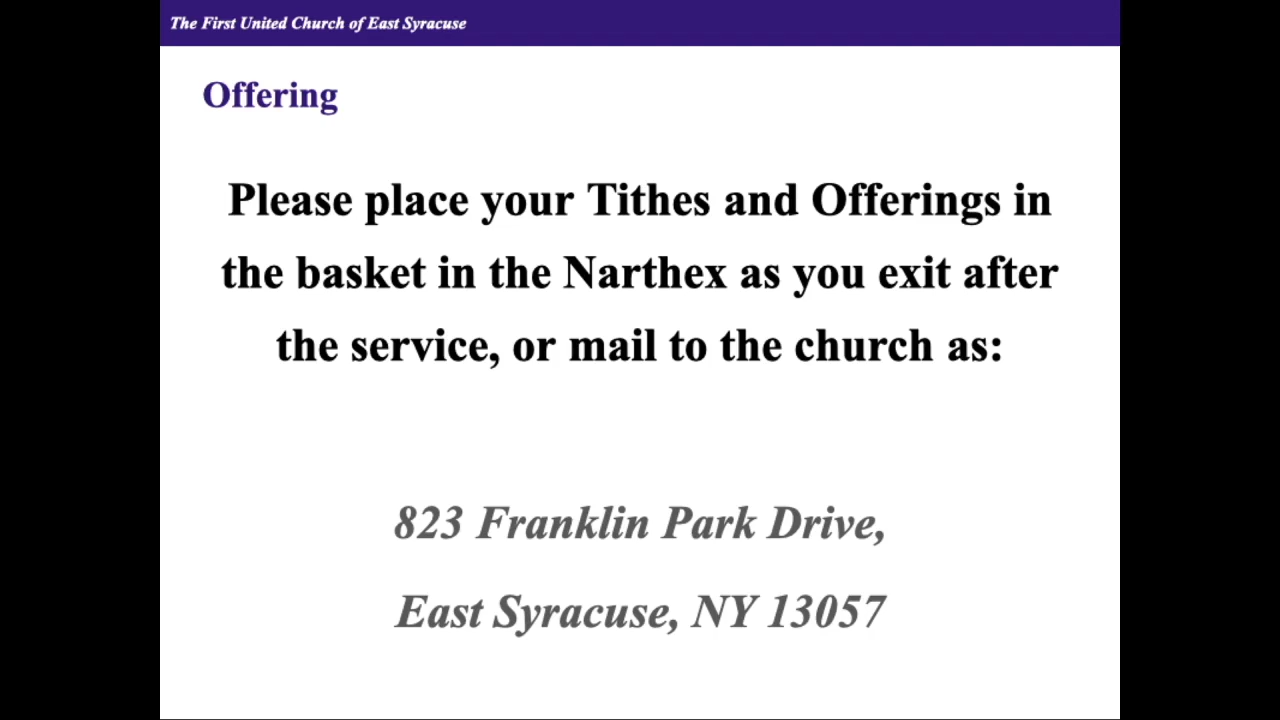 The First United Church of East Syracuse
Offering
Please place your Tithes and Offerings in
the basket in the Narthex as you exit after
the service, or mail to the church as:
823 Franklin Park Drive,
East Syracuse, NY 13057